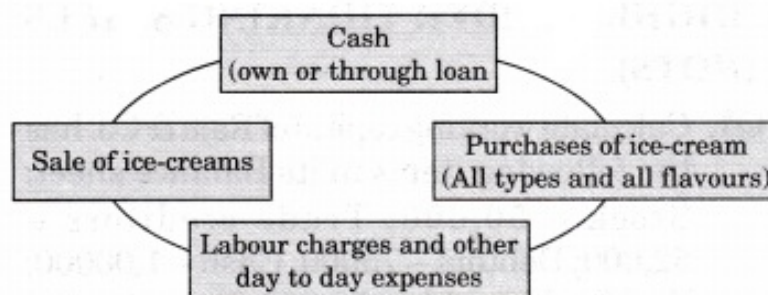 Cash
(own or through loan
Sale of ice-creams
Purchases of ice-cream
(All types and all flavours)
Labour charges and other
day to day expenses